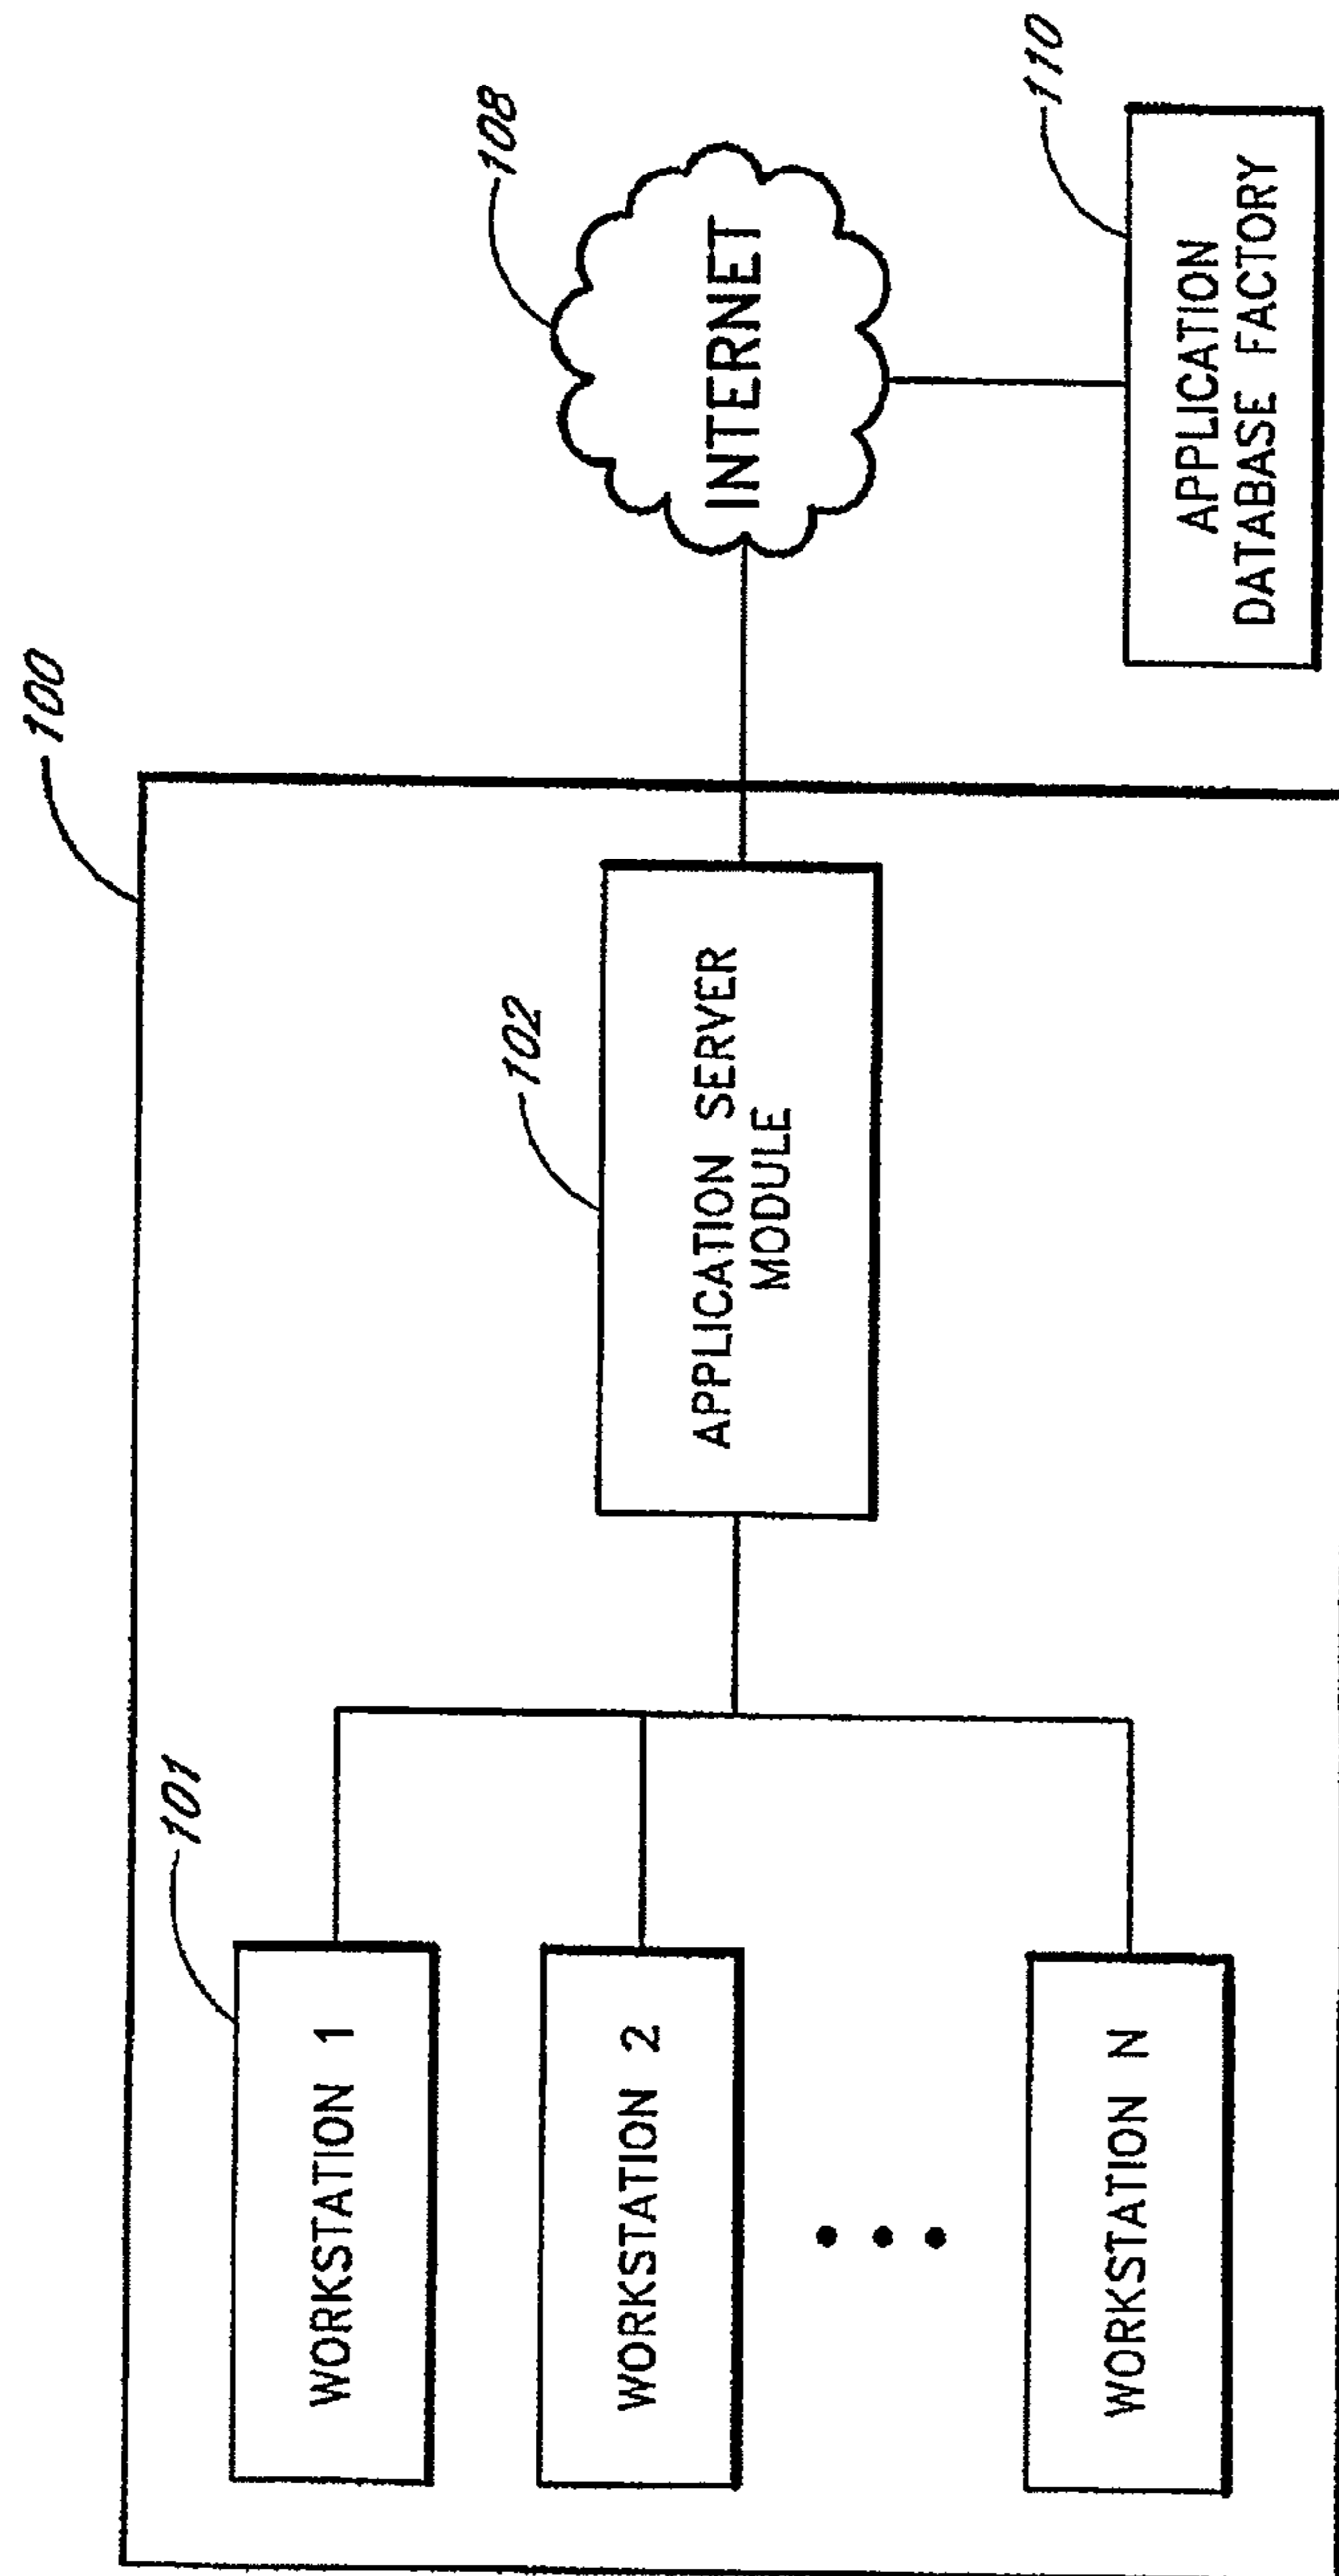 100
101
WORKSTATION 1
WORKSTATION 2
WORKSTATION N
102
APPLICATION SERVER
MODULE
108
INTERNET
110
APPLICATION
DATABASE FACTORY